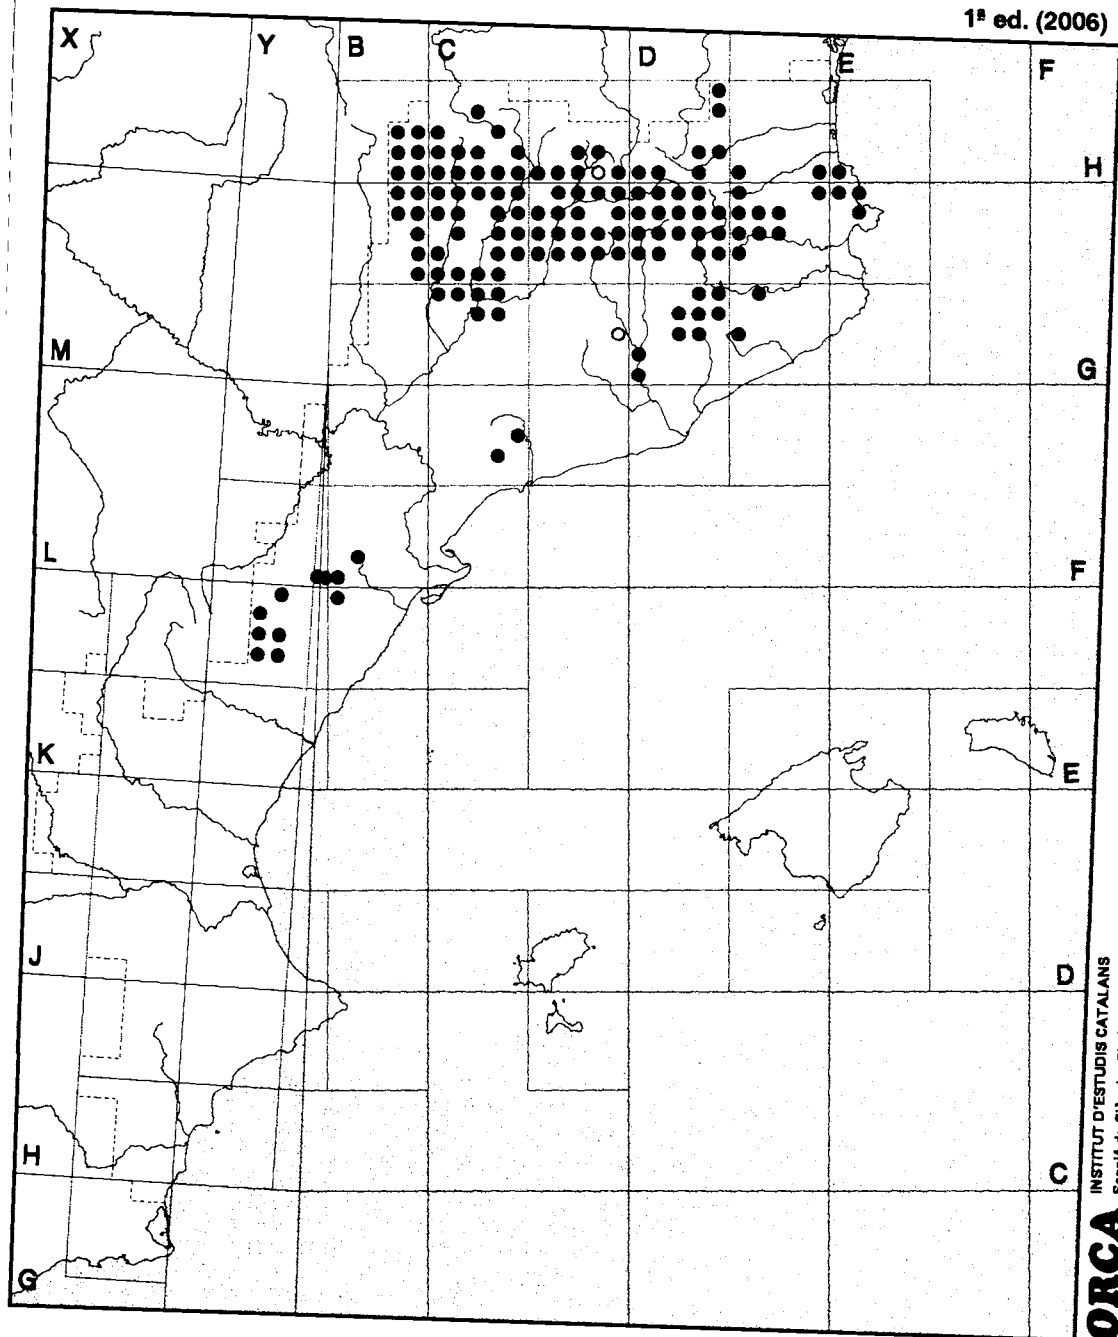 1ª ed. (2006)
X Y B C D E F
H
M G
L F
K E
J D
H C
G
INSTITUT D'ESTUDIS CATALANS
ORCA